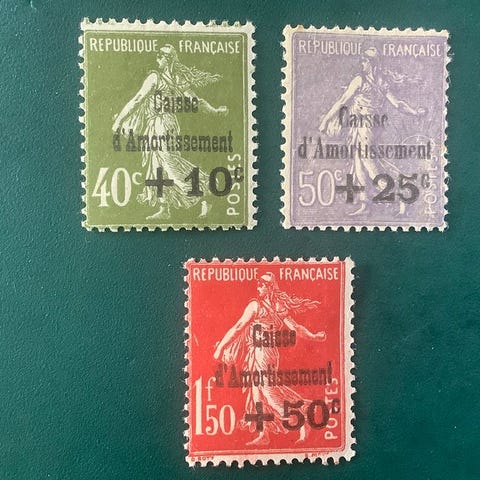 REPUBLIQUE FRANÇAISE
Caisse
d'Amortissement
40c +10c
POSTES
REPUBLIQUE FRANÇAISE
Caisse
d'Amortissement
50c +25c
POSTES
REPUBLIQUE FRANÇAISE
Caisse
d'Amortissement
1f50 +50c
POSTES